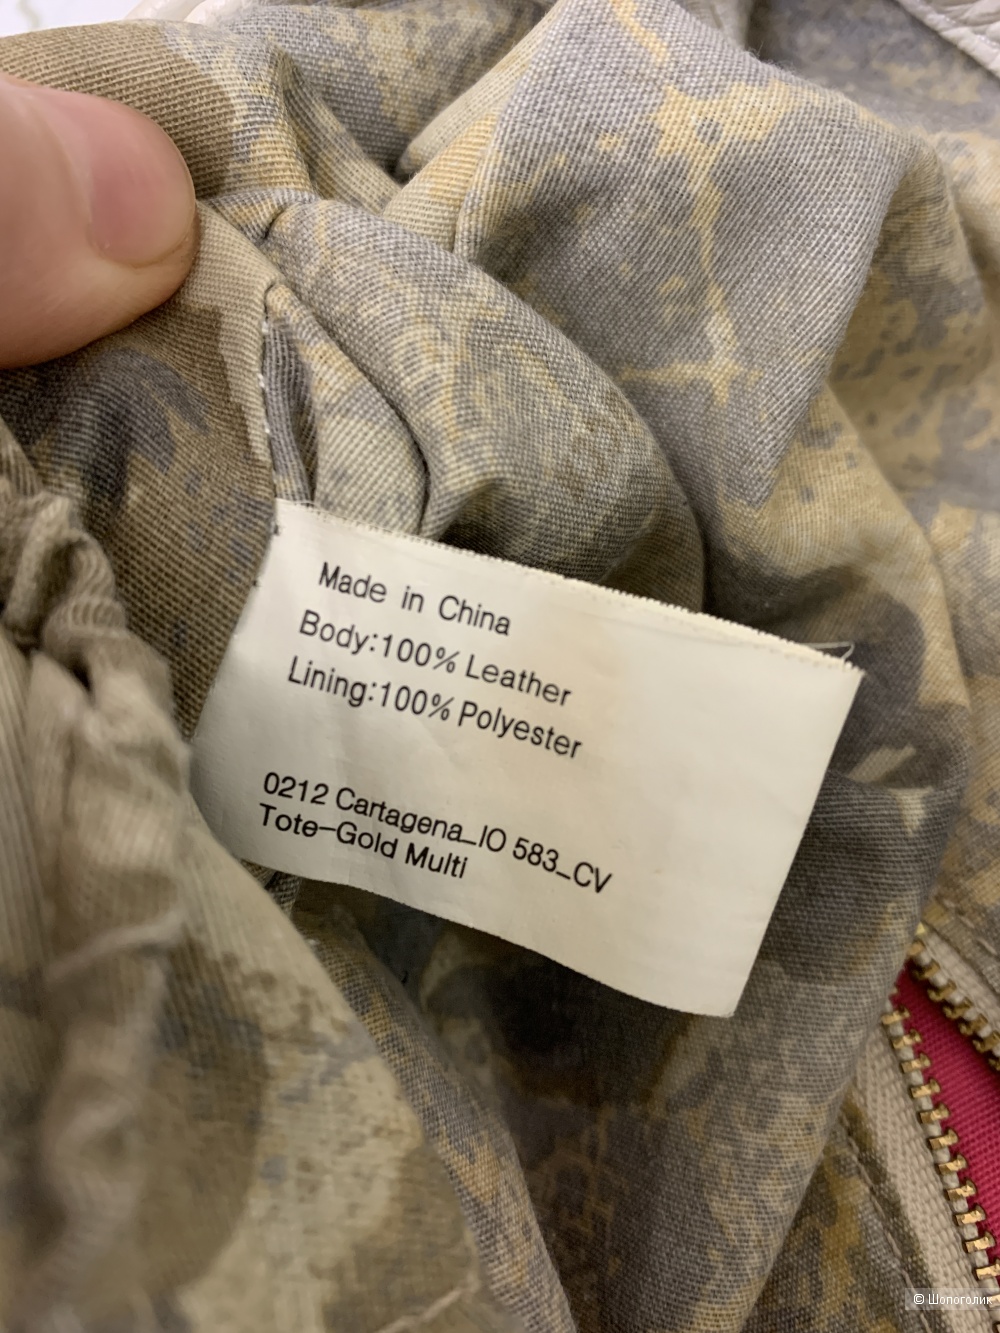 Made in China
Body:100% Leather
Lining:100% Polyester
0212 Cartagena_IO 583_CV
Tote-Gold Multi
© Шопоголик